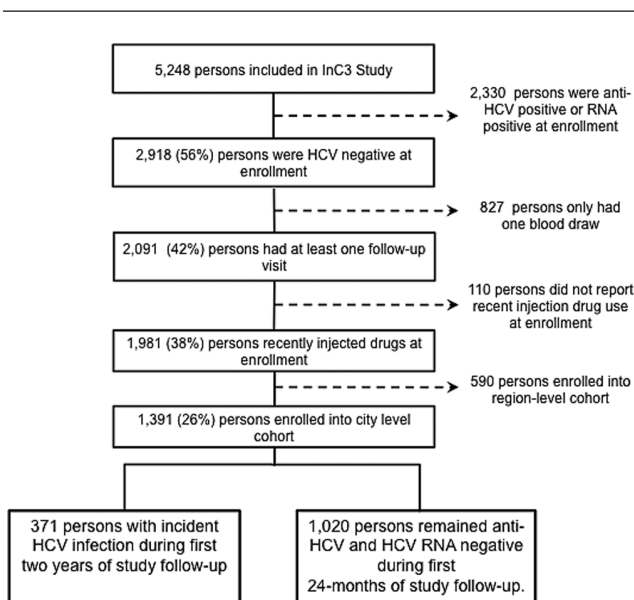 5,248 persons included in InC3 Study
2,330 persons were anti-
HCV positive or RNA
positive at enrollment
2,918 (56%) persons were HCV negative at
enrollment
827 persons only had
one blood draw
2,091 (42%) persons had at least one follow-up
visit
110 persons did not report
recent injection drug use
at enrollment
1,981 (38%) persons recently injected drugs at
enrollment
590 persons enrolled into
region-level cohort
1,391 (26%) persons enrolled into city level
cohort
371 persons with incident
HCV infection during first
two years of study follow-up
1,020 persons remained anti-
HCV and HCV RNA negative
during first
24-months of study follow-up.